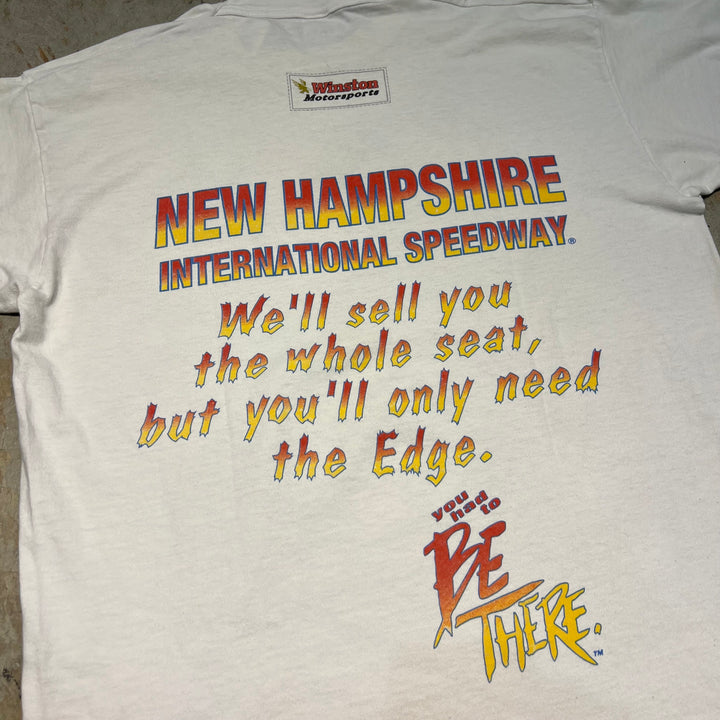 Winston
Motorsports
NEW HAMPSHIRE
INTERNATIONAL SPEEDWAY®
We'll sell you
the whole seat,
but you'll only need
the Edge.
you
had to
BE
THERE.™